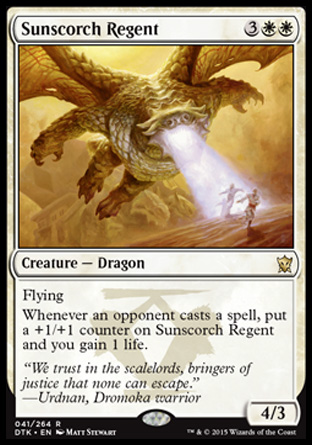 Sunscorch Regent 3
Creature — Dragon
Flying
Whenever an opponent casts a spell, put
a +1/+1 counter on Sunscorch Regent
and you gain 1 life.
“We trust in the scalelords, bringers of
justice that none can escape.”
—Urdnan, Dromoka warrior
4/3
041/264 R
DTK • EN Matt Stewart ™ & © 2015 Wizards of the Coast